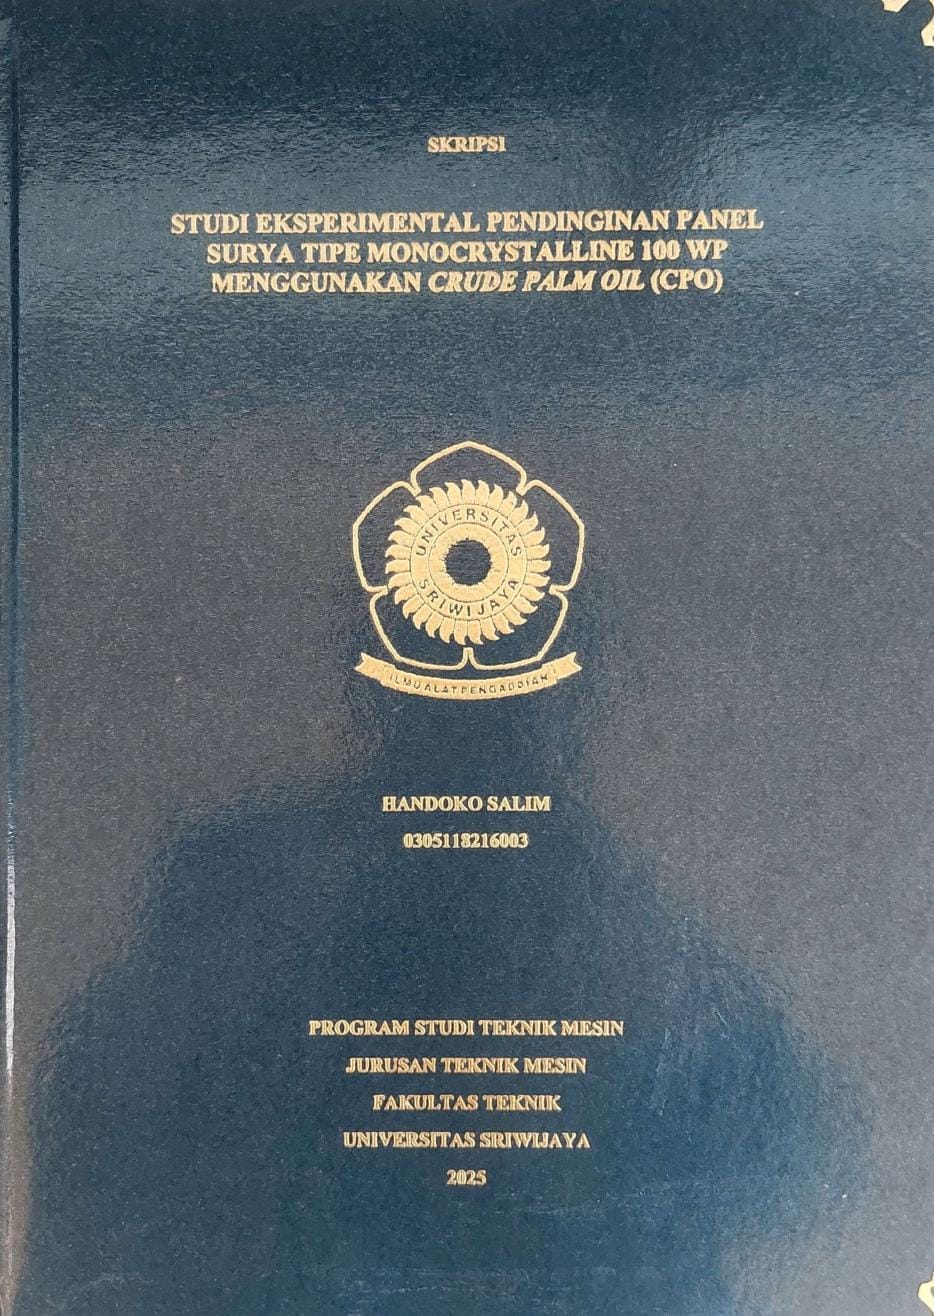 SKRIPSI
STUDI EKSPERIMENTAL PENDINGINAN PANEL
SURYA TIPE MONOCRYSTALLINE 100 WP
MENGGUNAKAN CRUDE PALM OIL (CPO)
UNIVERSITAS
SRIWIJAYA
ILMU ALAT PENGABDIAN
HANDOKO SALIM
0305118216003
PROGRAM STUDI TEKNIK MESIN
JURUSAN TEKNIK MESIN
FAKULTAS TEKNIK
UNIVERSITAS SRIWIJAYA
2025